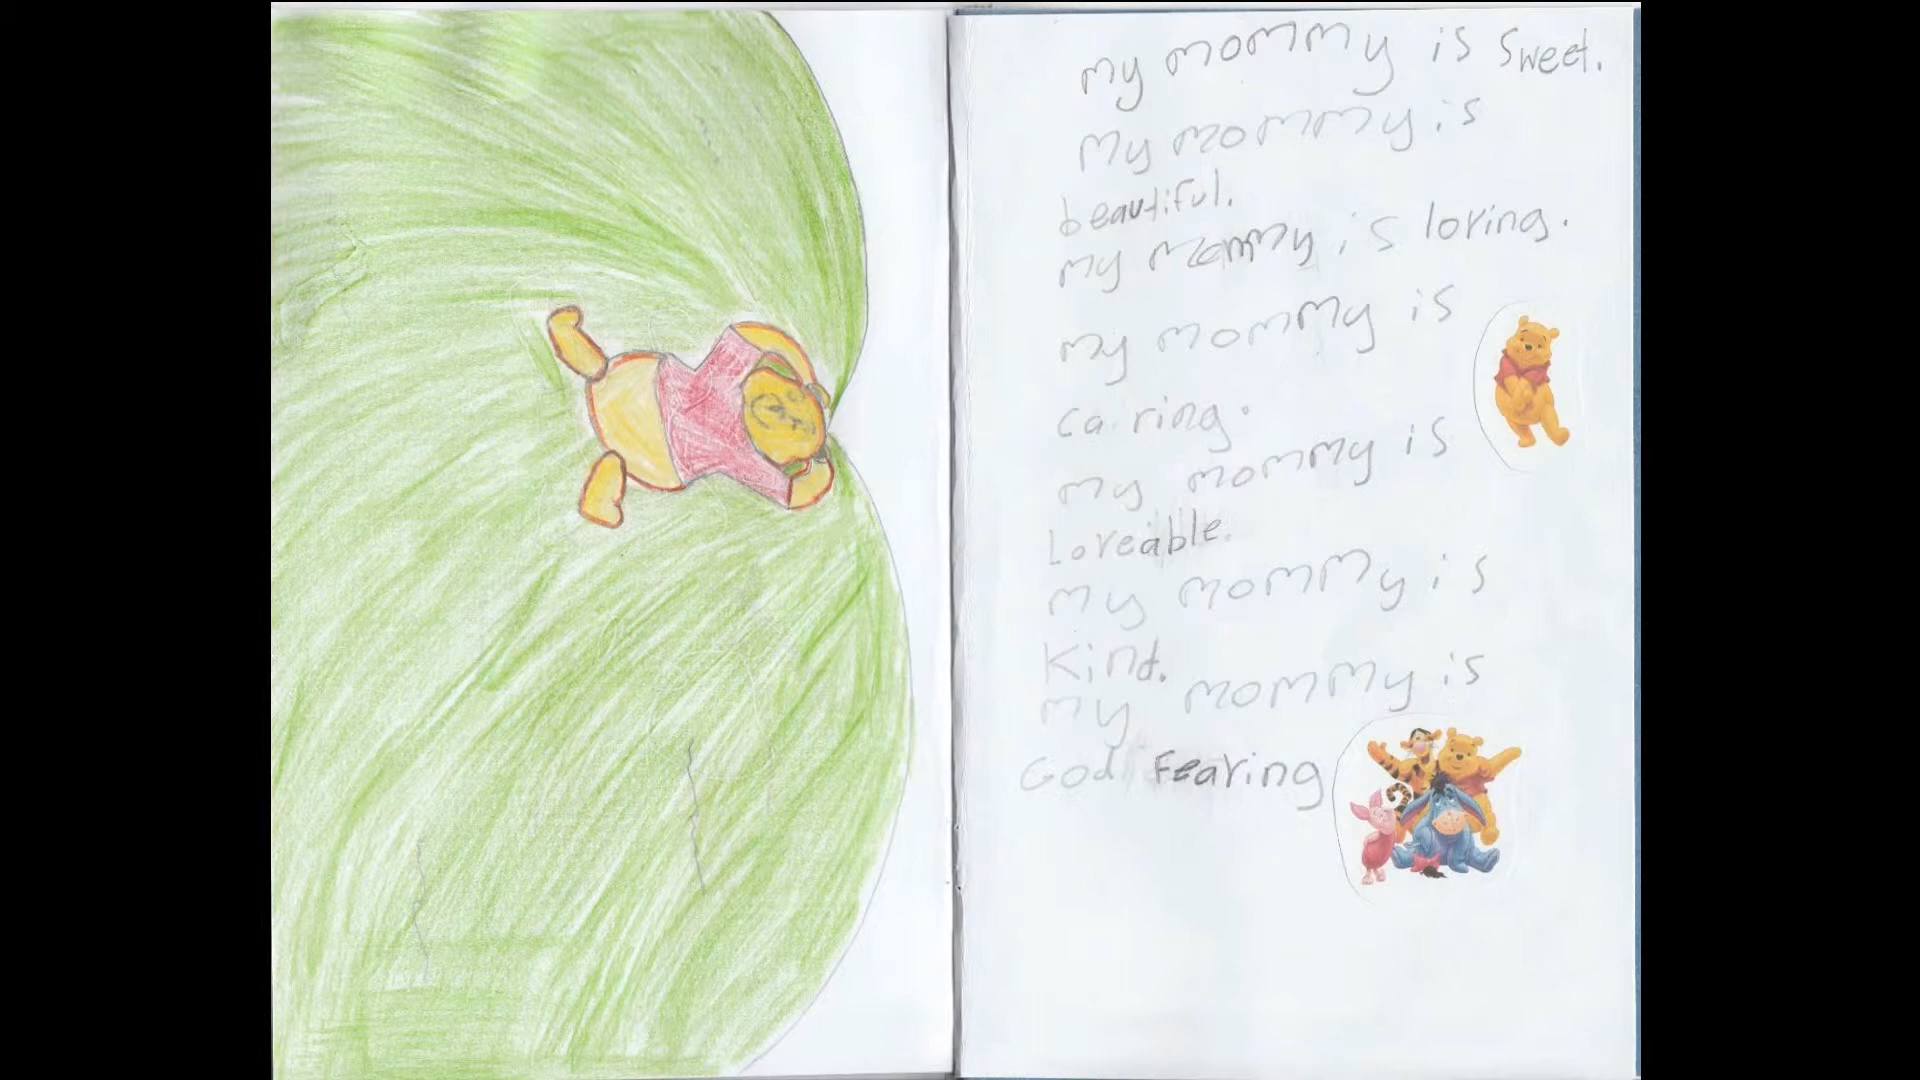 my mommy is sweet.
my mommy is
beautiful.
my mommy is loving.
my mommy is
caring.
my mommy is
Loveable.
my mommy is
Kind.
my mommy is
God fearing